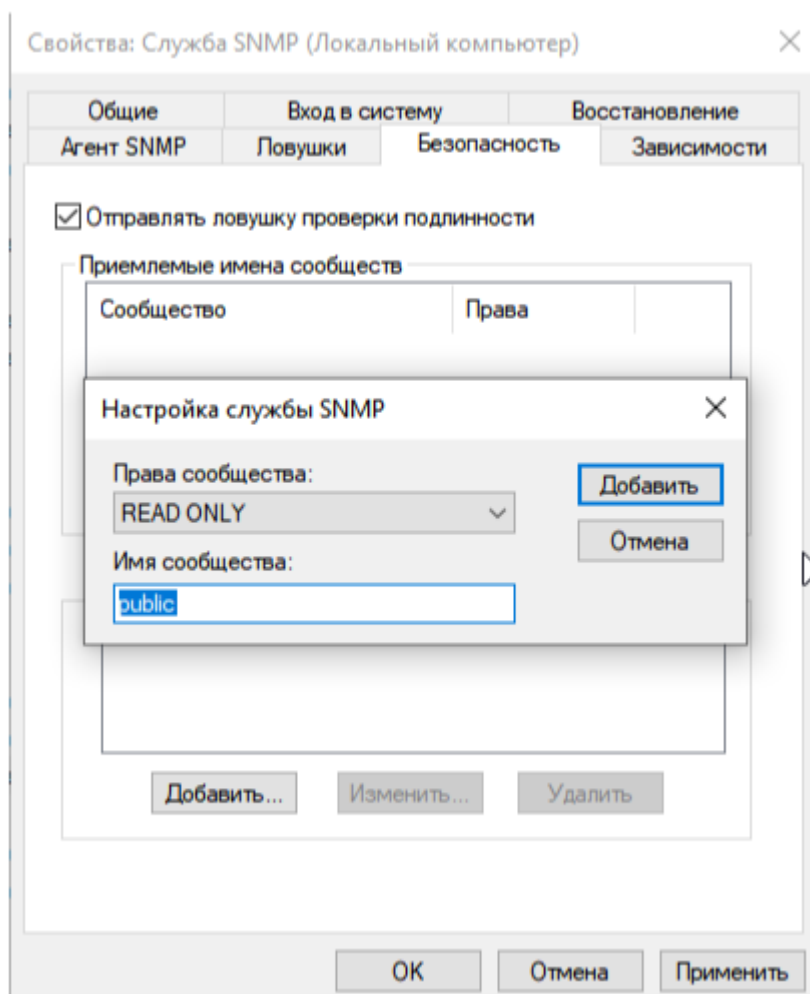 Свойства: Служба SNMP (Локальный компьютер)
Общие Вход в систему Восстановление
Агент SNMP Ловушки Безопасность Зависимости
Отправлять ловушку проверки подлинности
Приемлемые имена сообществ
Сообщество Права
Настройка службы SNMP
Права сообщества:
READ ONLY
Добавить
Отмена
Имя сообщества:
public
Добавить... Изменить... Удалить
OK Отмена Применить